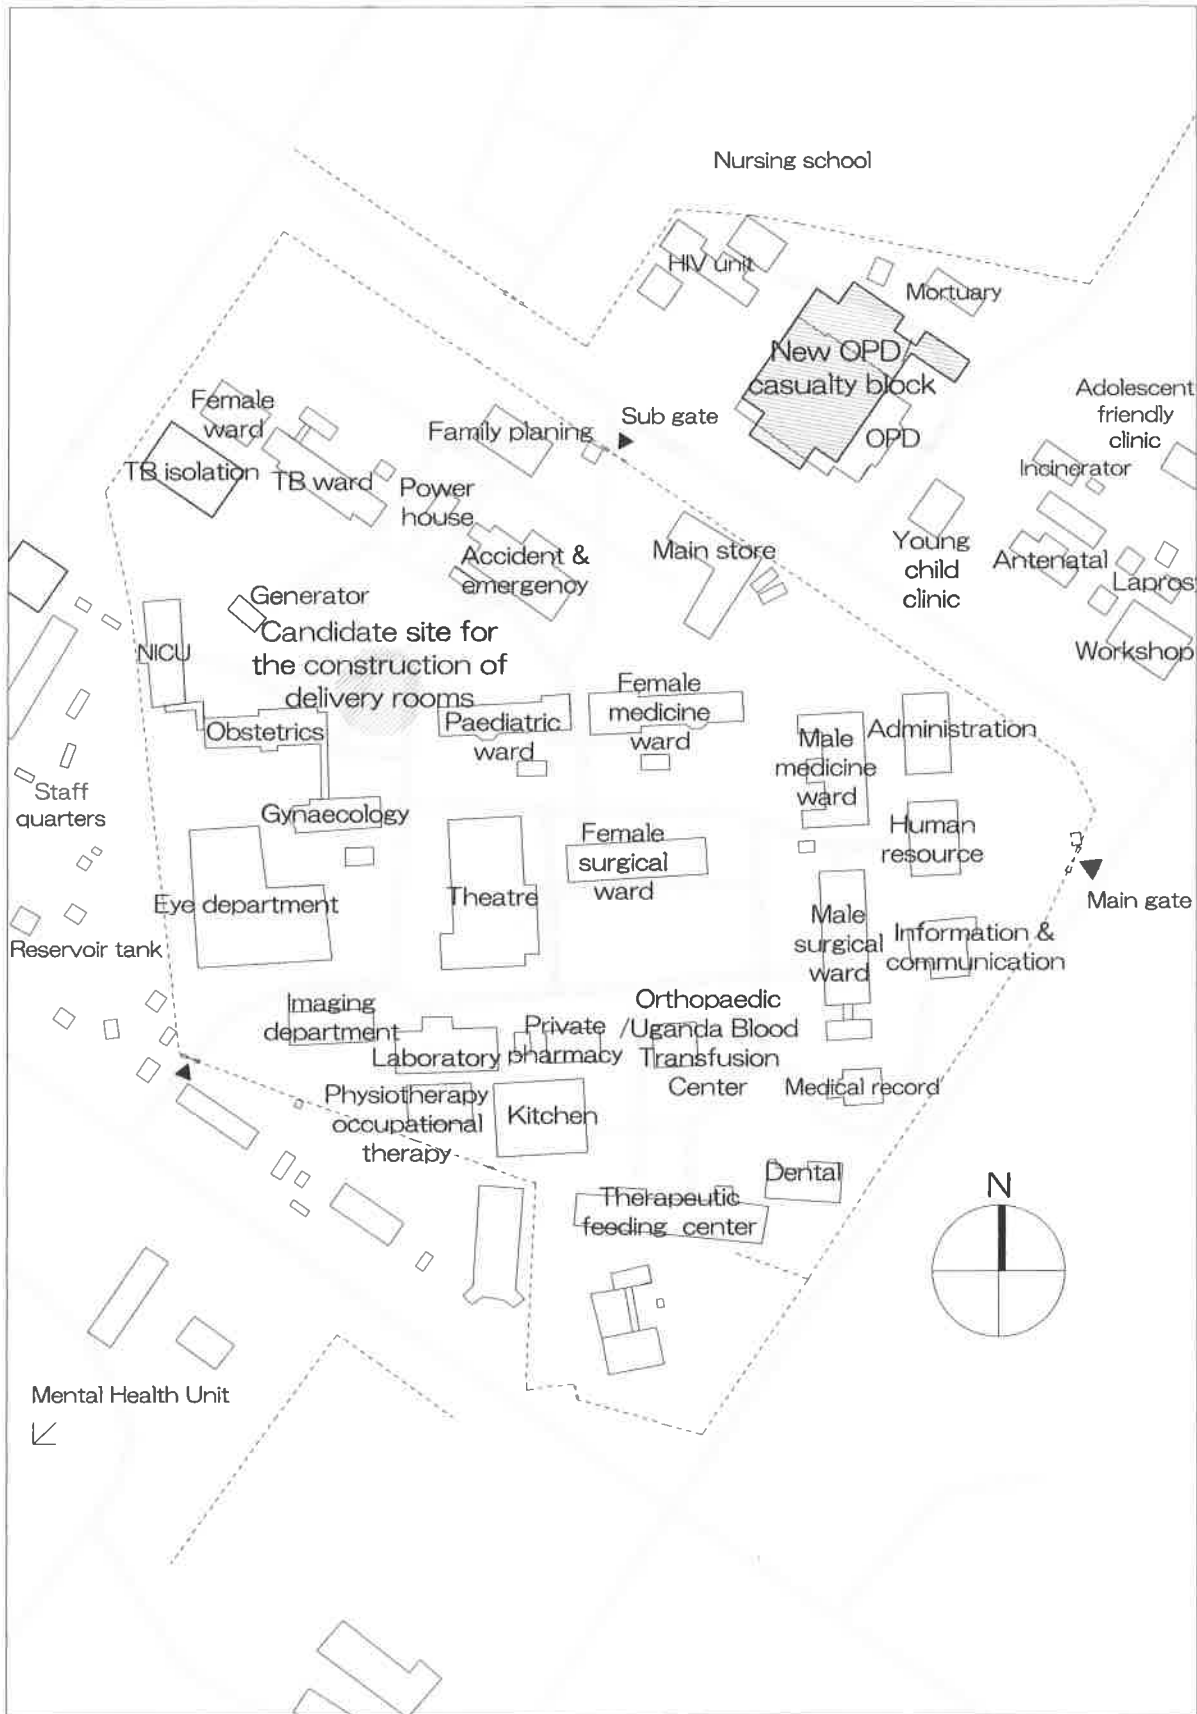 Nursing school
HIV unit
Mortuary
New OPD/
casualty block
OPD
Adolescent
friendly
clinic
Incinerator
Female
ward
Family planing
Sub gate
TB isolation
TB ward
Power
house
Accident &
emergency
Main store
Young
child
clinic
Antenatal
Lapros
Workshop
Generator
Candidate site for
the construction of
delivery rooms
NICU
Obstetrics
Paediatric
ward
Female
medicine
ward
Male
medicine
ward
Administration
Staff
quarters
Gynaecology
Female
surgical
ward
Human
resource
Main gate
Eye department
Theatre
Male
surgical
ward
Information &
communication
Reservoir tank
Imaging
department
Laboratory
Private
pharmacy
Orthopaedic
/Uganda Blood
Transfusion
Center
Medical record
Physiotherapy
occupational
therapy
Kitchen
Dental
Therapeutic
feeding center
N
Mental Health Unit